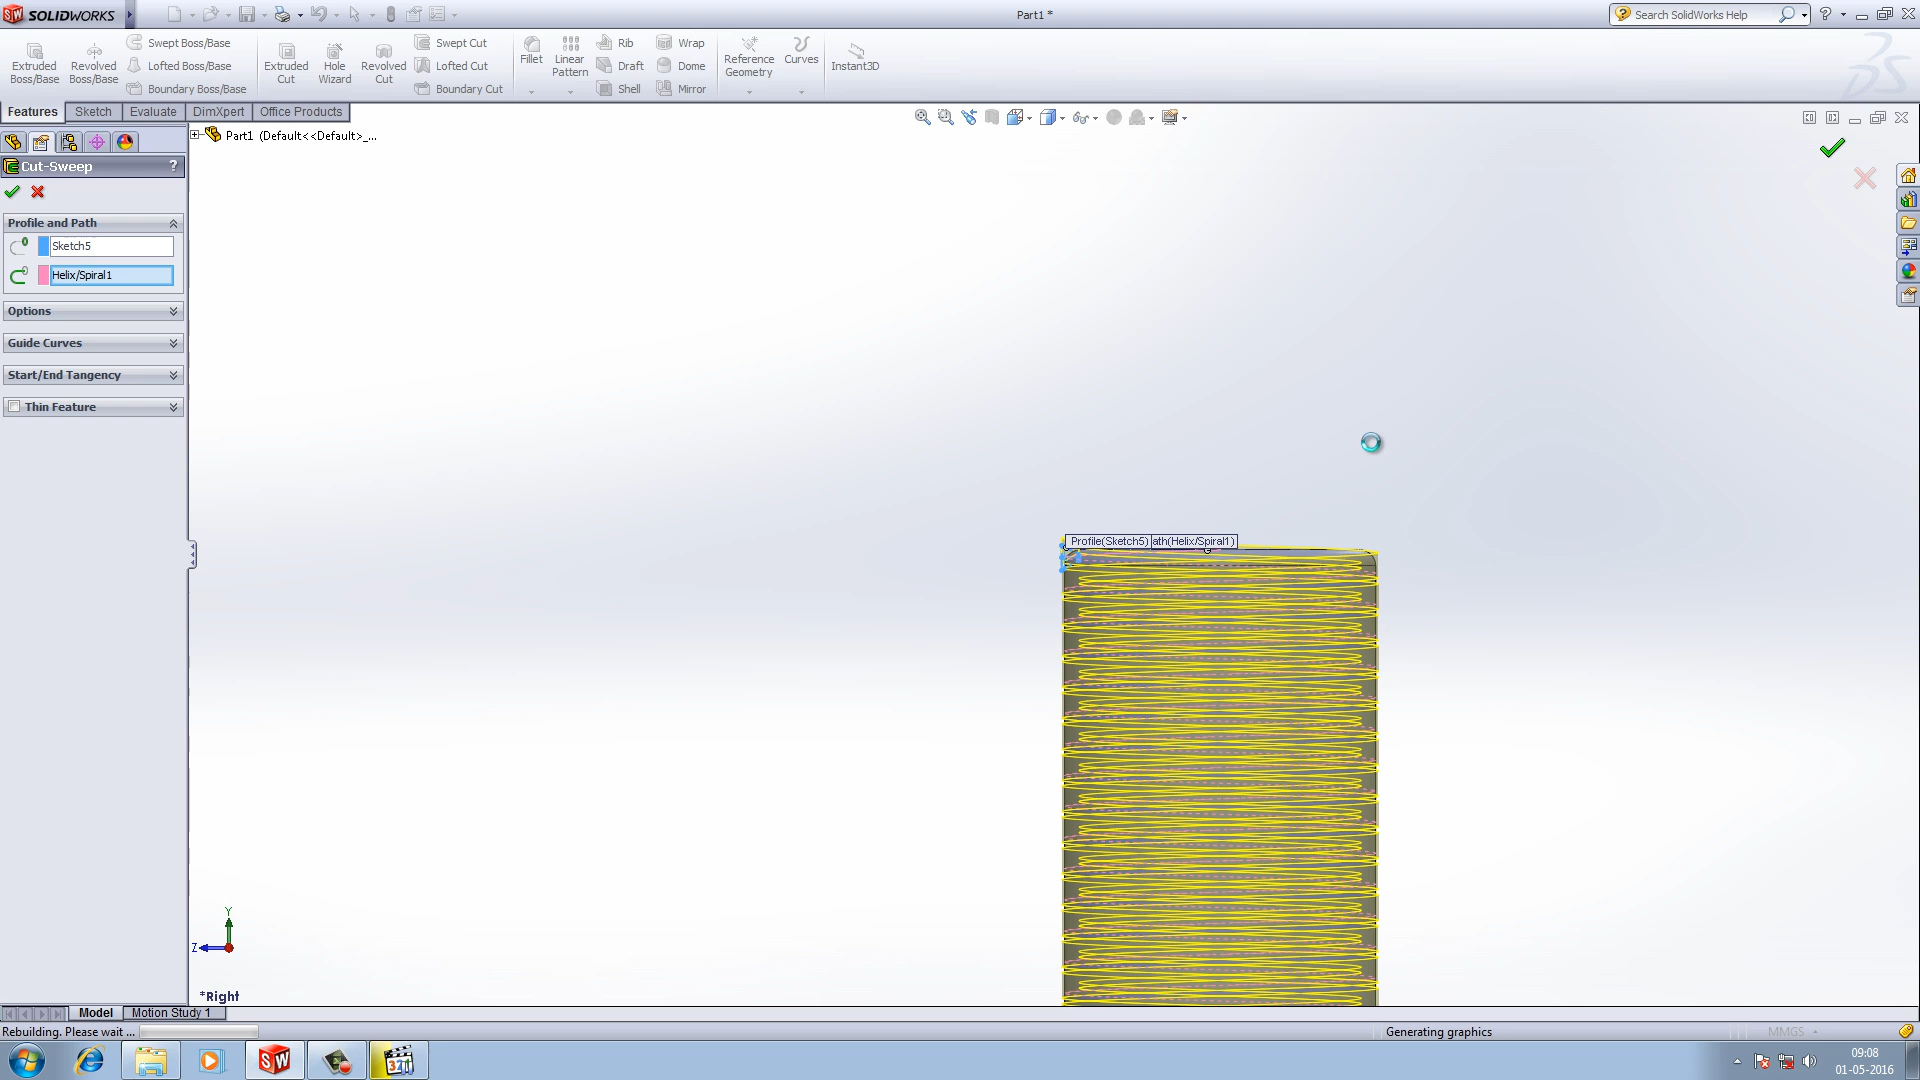 SOLIDWORKS
Part1 *
Search SolidWorks Help
Extruded Boss/Base
Revolved Boss/Base
Swept Boss/Base
Lofted Boss/Base
Boundary Boss/Base
Extruded Cut
Hole Wizard
Revolved Cut
Swept Cut
Lofted Cut
Boundary Cut
Fillet
Linear Pattern
Rib
Draft
Shell
Wrap
Dome
Mirror
Reference Geometry
Curves
Instant3D
Features
Sketch
Evaluate
DimXpert
Office Products
Part1 (Default<<Default>_...
Cut-Sweep
?
Profile and Path
Sketch5
Helix/Spiral1
Options
Guide Curves
Start/End Tangency
Thin Feature
Profile(Sketch5)
ath(Helix/Spiral1)
Y
Z
*Right
Model
Motion Study 1
Rebuilding. Please wait ...
Generating graphics
MMGS
SW
321
09:08
01-05-2016